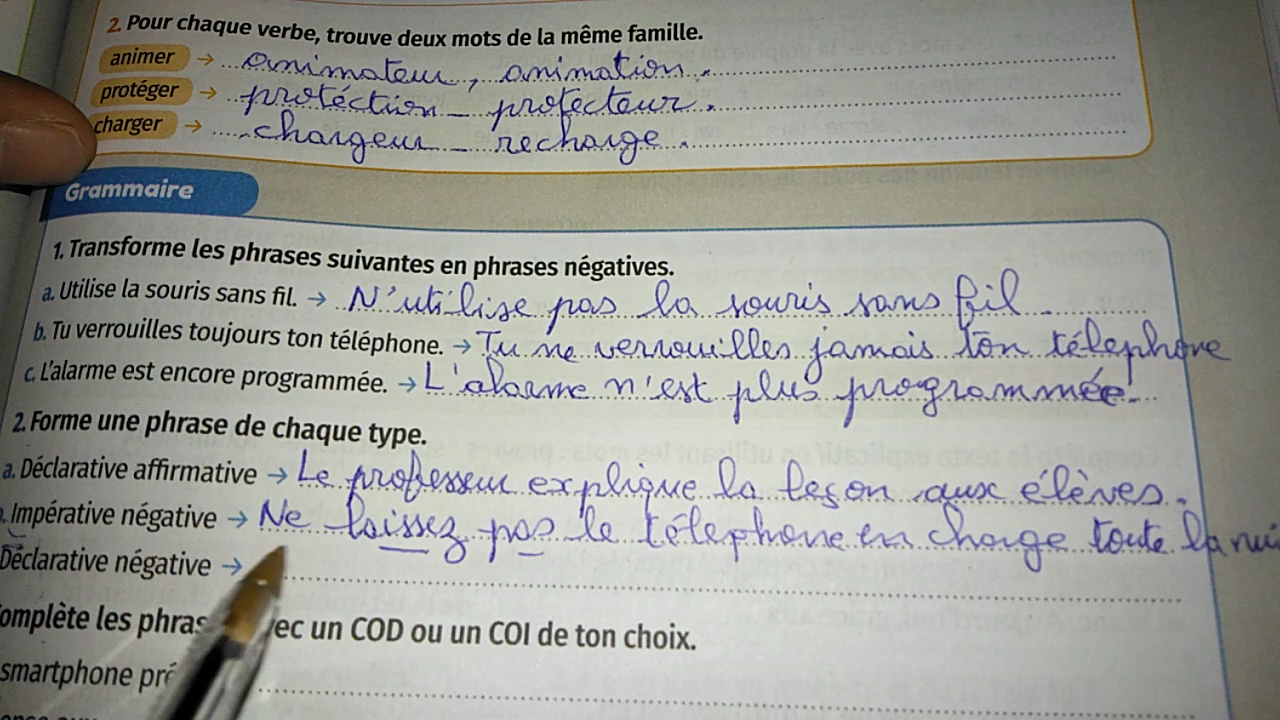 2. Pour chaque verbe, trouve deux mots de la même famille.
animer → animateur, animation.
protéger → protéction - protecteur.
charger → chargeur - recharge.
Grammaire
1. Transforme les phrases suivantes en phrases négatives.
a. Utilise la souris sans fil. → N'utilise pas la souris sans fil.
b. Tu verrouilles toujours ton téléphone. → Tu ne verrouilles jamais ton téléphone
c. L'alarme est encore programmée. → L'alarme n'est plus programmée.
2. Forme une phrase de chaque type.
a. Déclarative affirmative → Le professeur explique la leçon aux élèves.
Impérative négative → Ne laissez pas le téléphone en charge toute la nui
Déclarative négative →
omplète les phras vec un COD ou un COI de ton choix.
smartphone pré